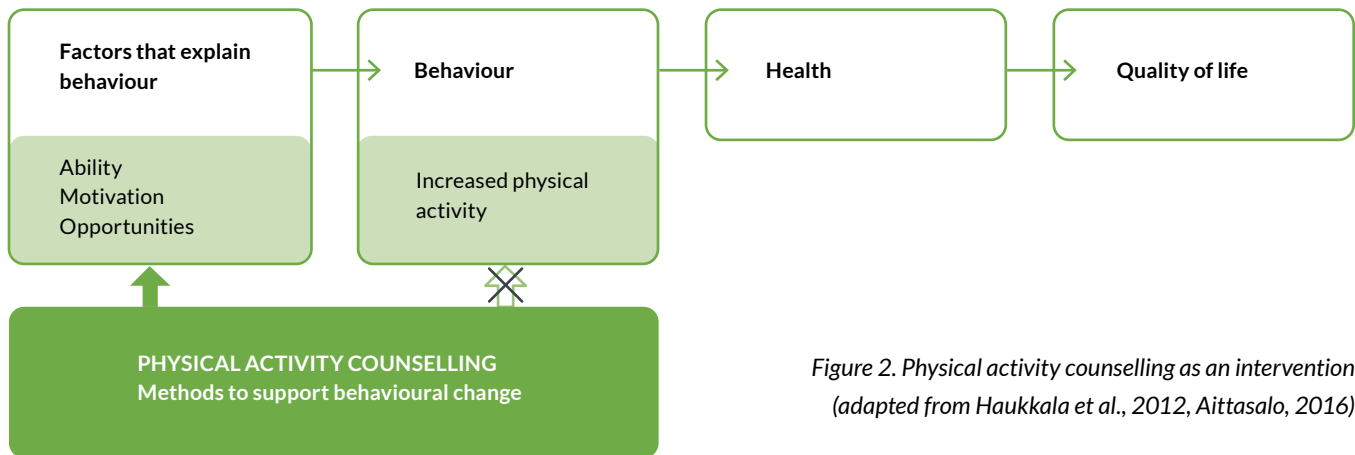 Factors that explain
behaviour
Ability
Motivation
Opportunities
Behaviour
Increased physical
activity
Health
Quality of life
PHYSICAL ACTIVITY COUNSELLING
Methods to support behavioural change
Figure 2. Physical activity counselling as an intervention
(adapted from Haukkala et al., 2012, Aittasalo, 2016)